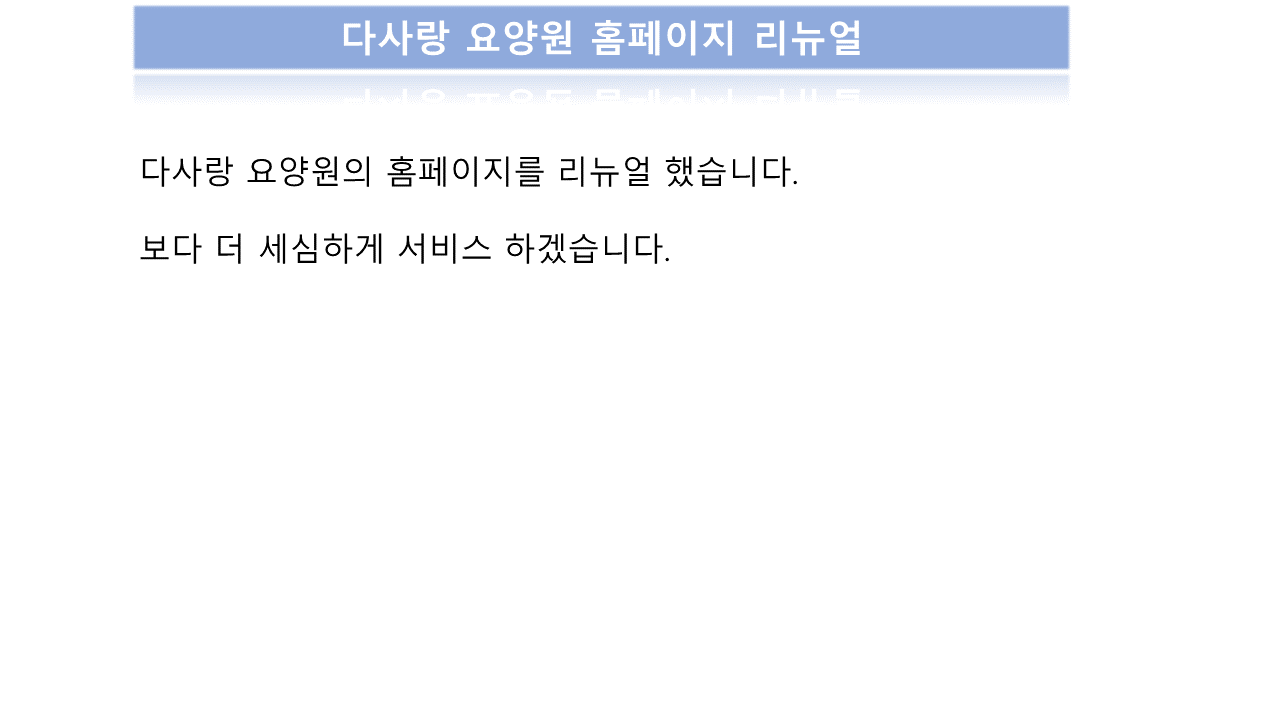 다사랑 요양원 홈페이지 리뉴얼
다사랑 요양원의 홈페이지를 리뉴얼 했습니다.
보다 더 세심하게 서비스 하겠습니다.